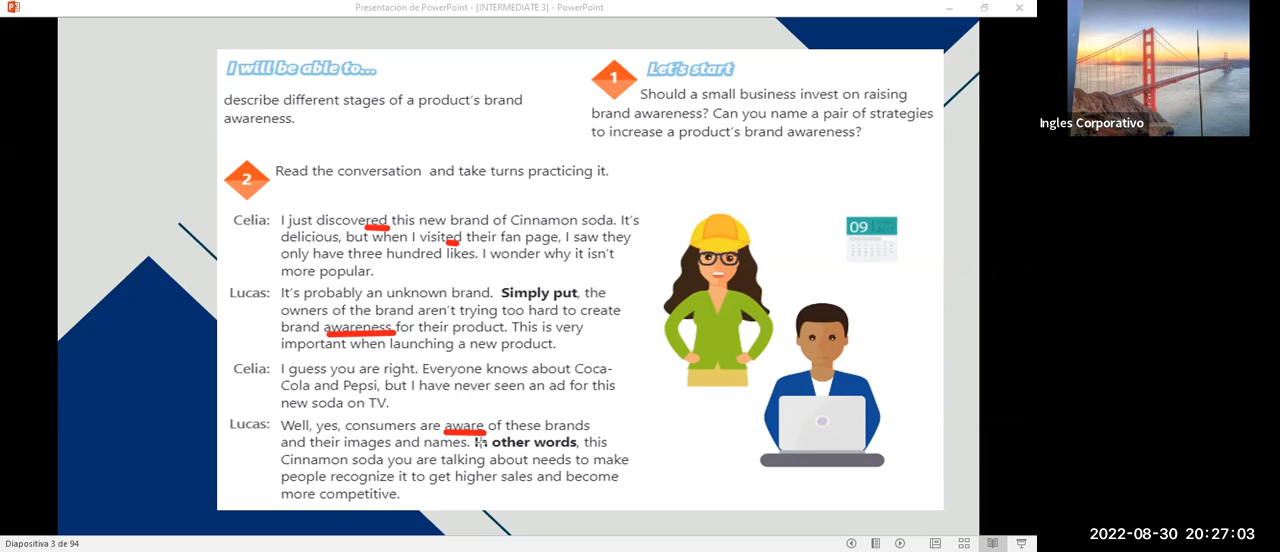 Presentación de PowerPoint - [INTERMEDIATE 3] - PowerPoint
I will be able to...
describe different stages of a product's brand
awareness.
1
Let's start
Should a small business invest on raising
brand awareness? Can you name a pair of strategies
to increase a product's brand awareness?
Ingles Corporativo
2
Read the conversation and take turns practicing it.
Celia: I just discovered this new brand of Cinnamon soda. It's
delicious, but when I visited their fan page, I saw they
only have three hundred likes. I wonder why it isn't
more popular.
Lucas: It's probably an unknown brand. Simply put, the
owners of the brand aren't trying too hard to create
brand awareness for their product. This is very
important when launching a new product.
Celia: I guess you are right. Everyone knows about Coca-
Cola and Pepsi, but I have never seen an ad for this
new soda on TV.
Lucas: Well, yes, consumers are aware of these brands
and their images and names. In other words, this
Cinnamon soda you are talking about needs to make
people recognize it to get higher sales and become
more competitive.
09
Diapositiva 3 de 94
2022-08-30 20:27:03